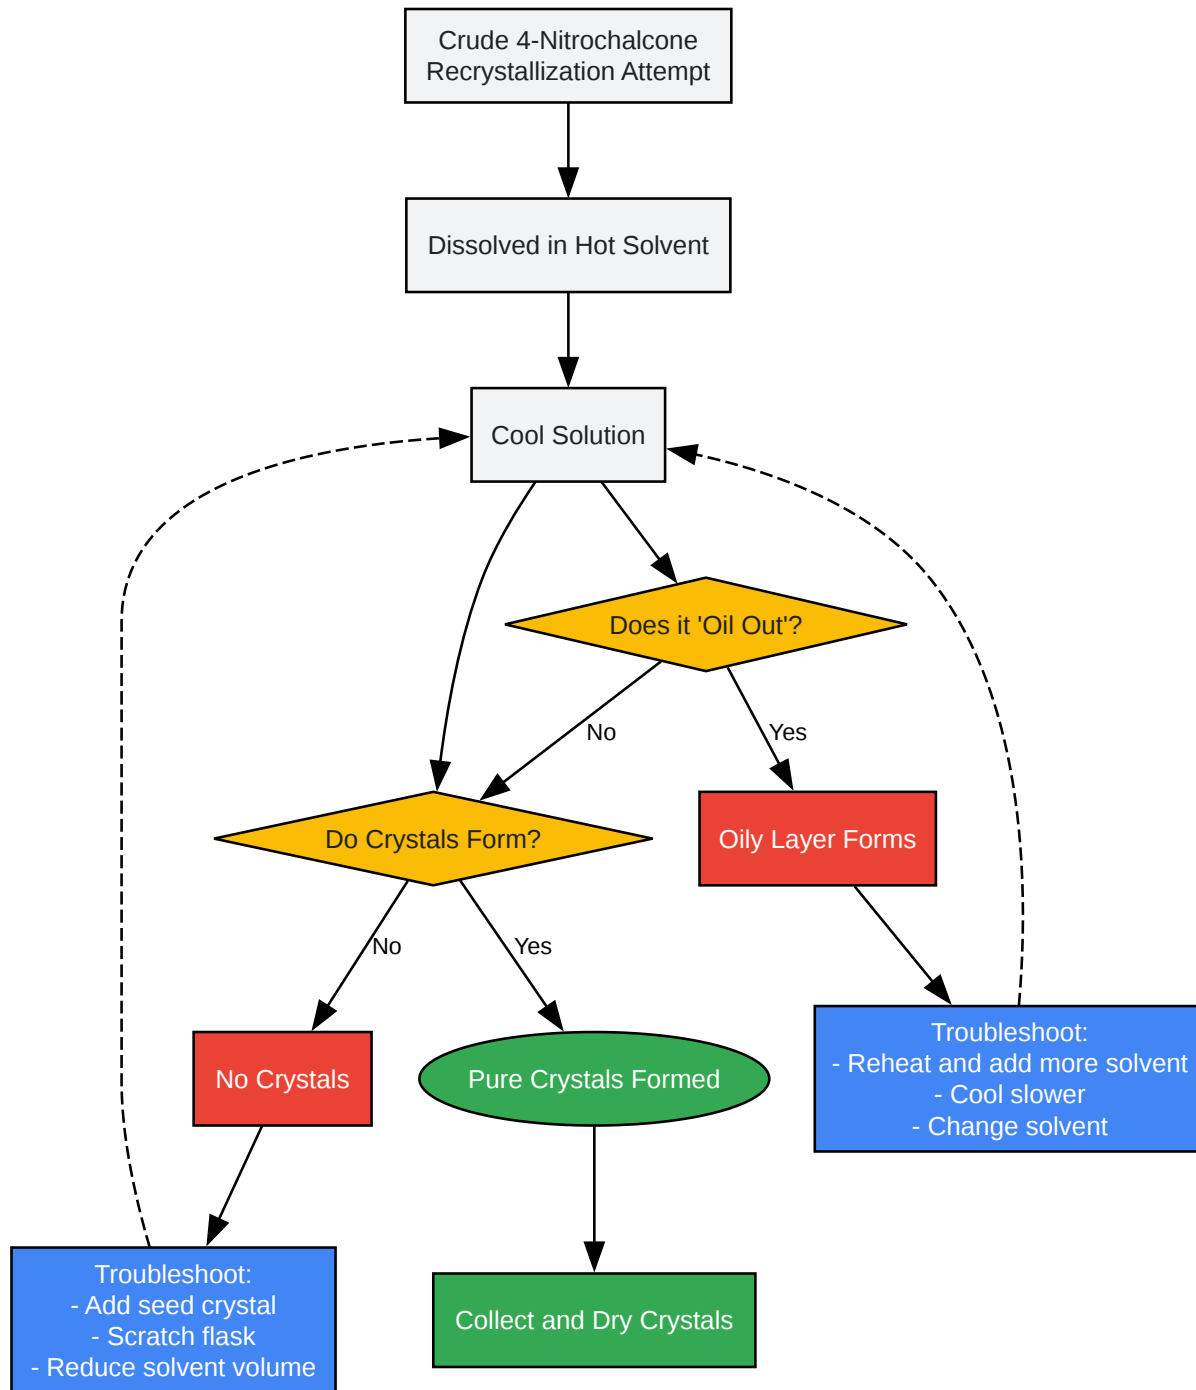 Crude 4-Nitrochalcone
Recrystallization Attempt
Dissolved in Hot Solvent
Cool Solution
Does it 'Oil Out'?
No
Yes
Do Crystals Form?
Oily Layer Forms
No
Yes
No Crystals
Pure Crystals Formed
Troubleshoot:
- Reheat and add more solvent
- Cool slower
- Change solvent
Troubleshoot:
- Add seed crystal
- Scratch flask
- Reduce solvent volume
Collect and Dry Crystals